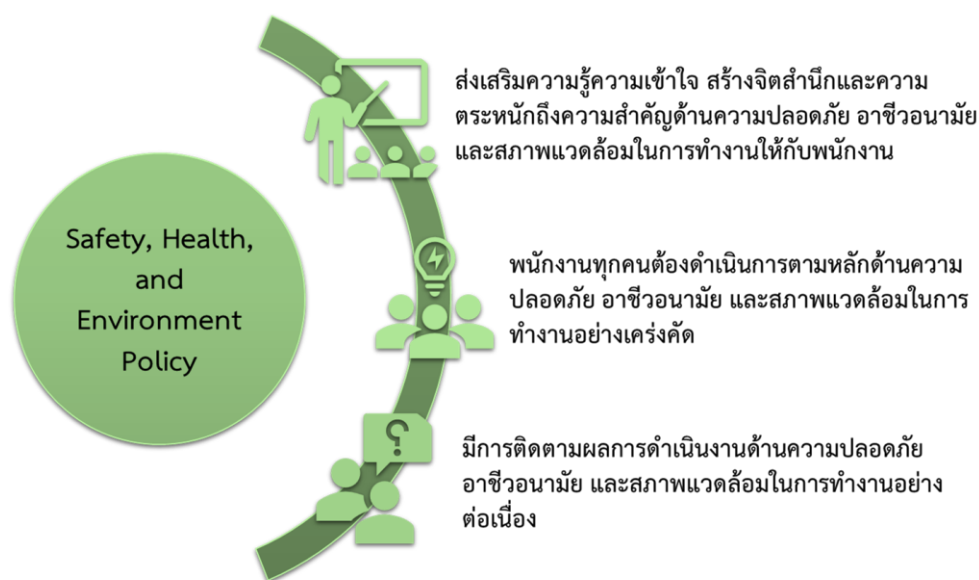 Safety, Health,
and
Environment
Policy
ส่งเสริมความรู้ความเข้าใจ สร้างจิตสำนึกและความ
ตระหนักถึงความสำคัญด้านความปลอดภัย อาชีวอนามัย
และสภาพแวดล้อมในการทำงานให้กับพนักงาน
พนักงานทุกคนต้องดำเนินการตามหลักด้านความ
ปลอดภัย อาชีวอนามัย และสภาพแวดล้อมในการ
ทำงานอย่างเคร่งคัด
?
มีการติดตามผลการดำเนินงานด้านความปลอดภัย
อาชีวอนามัย และสภาพแวดล้อมในการทำงานอย่าง
ต่อเนื่อง